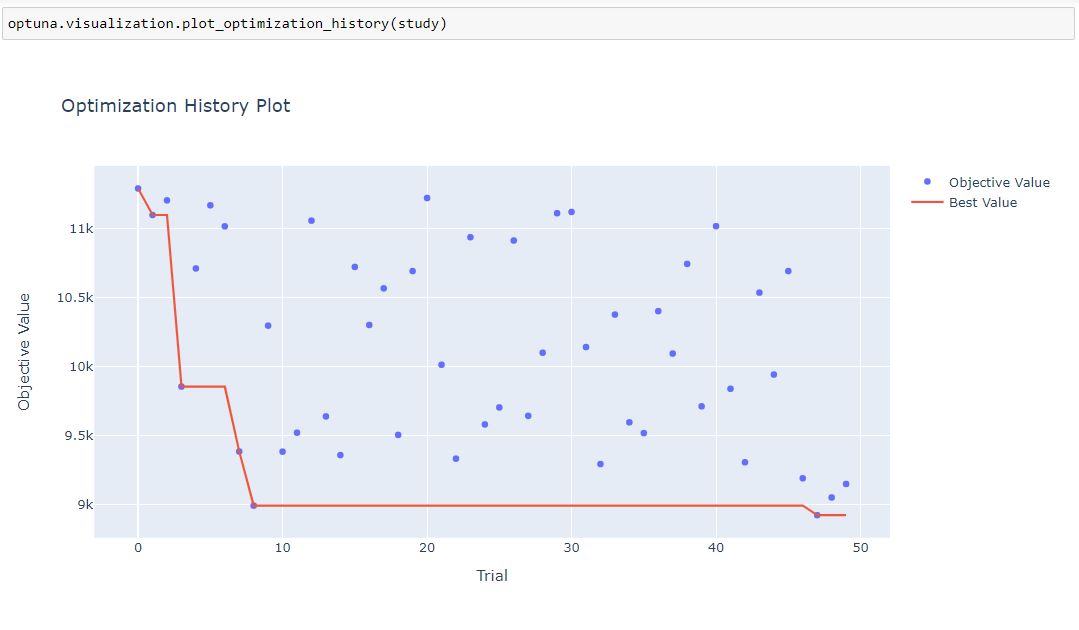 optuna.visualization.plot_optimization_history(study)
Optimization History Plot
Objective Value
Best Value
Objective Value
11k
10.5k
10k
9.5k
9k
0
10
20
30
40
50
Trial